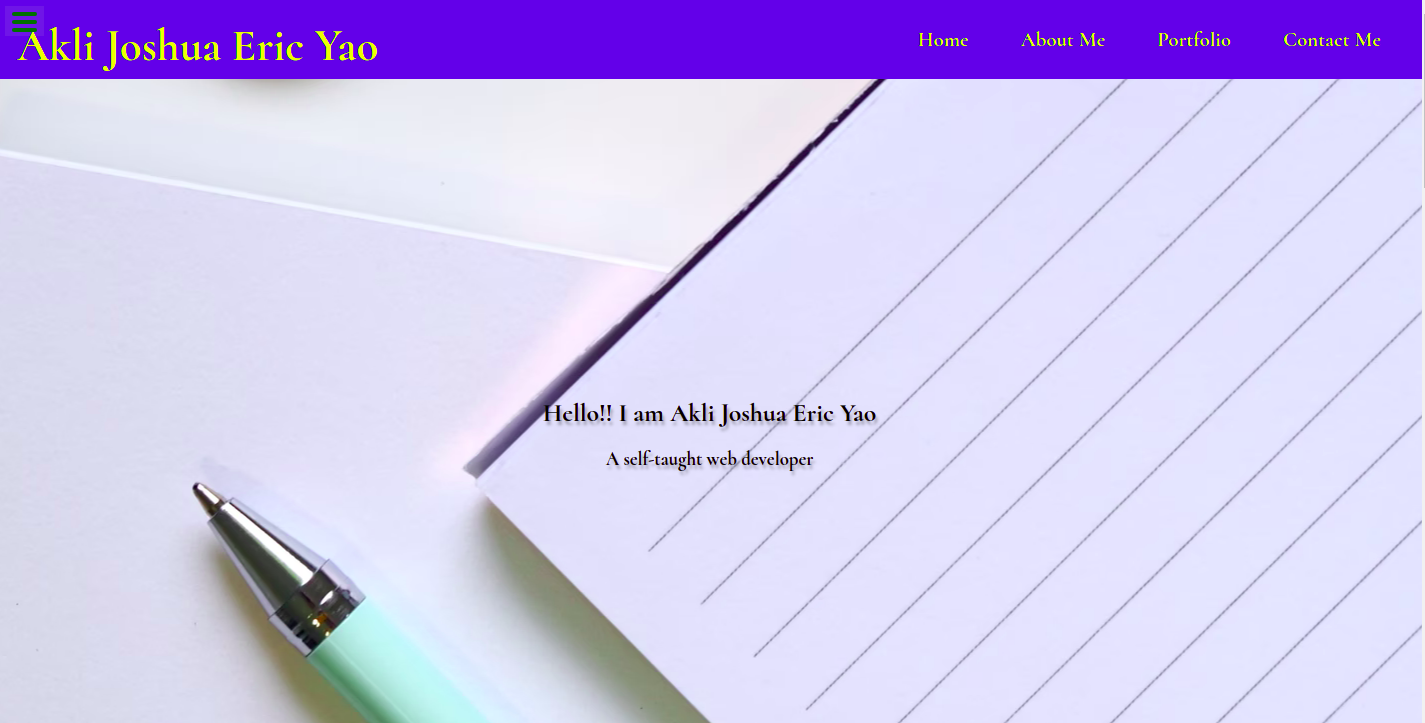 Akli Joshua Eric Yao
Home About Me Portfolio Contact Me
Hello!! I am Akli Joshua Eric Yao
A self-taught web developer